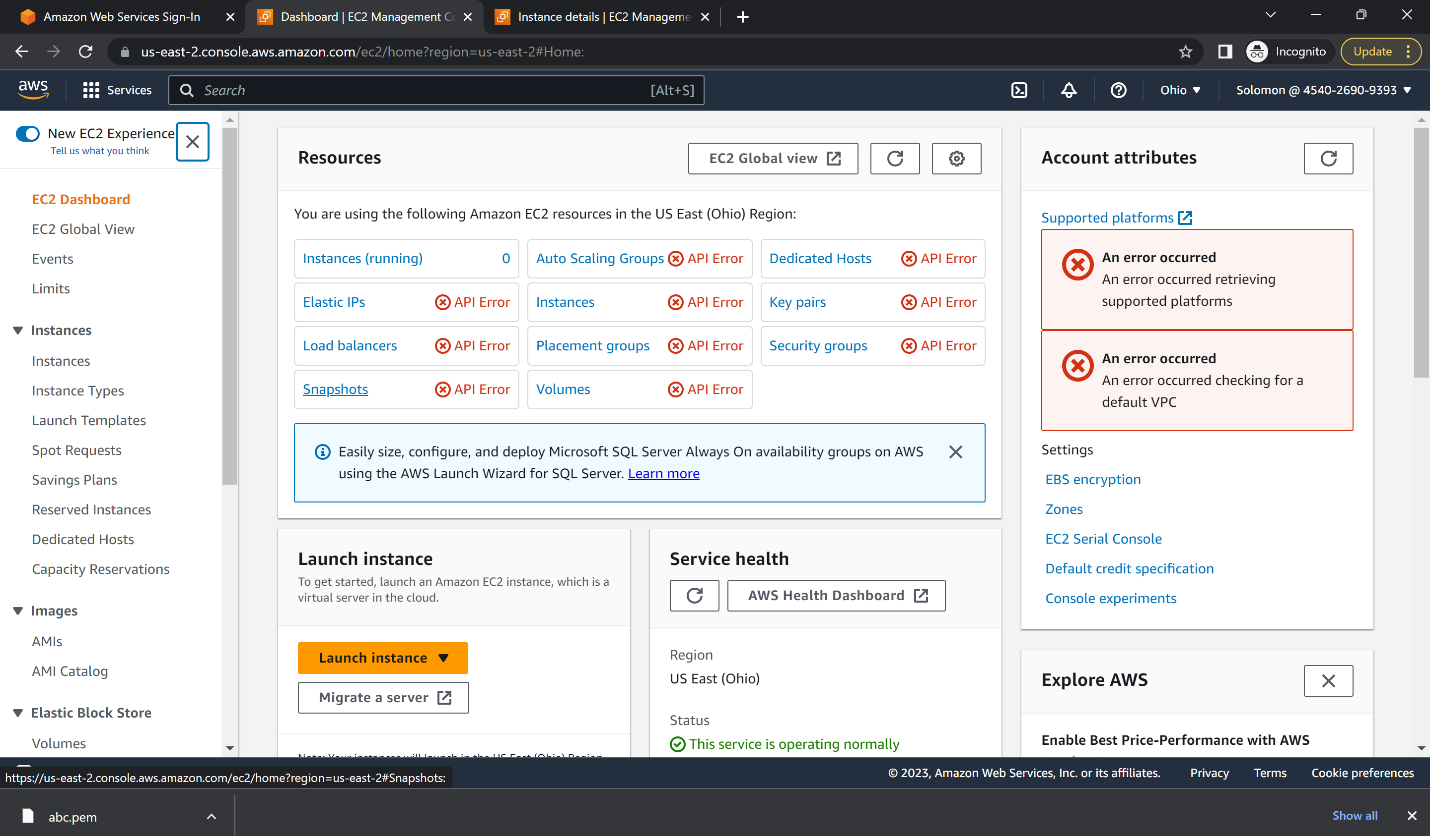 Amazon Web Services Sign-In
Dashboard | EC2 Management Co
Instance details | EC2 Manageme
us-east-2.console.aws.amazon.com/ec2/home?region=us-east-2#Home:
Incognito
Update
aws
Services
Search
[Alt+S]
Ohio
Solomon @ 4540-2690-9393
New EC2 Experience
Tell us what you think
EC2 Dashboard
EC2 Global View
Events
Limits
Instances
Instances
Instance Types
Launch Templates
Spot Requests
Savings Plans
Reserved Instances
Dedicated Hosts
Capacity Reservations
Images
AMIs
AMI Catalog
Elastic Block Store
Volumes
Resources
EC2 Global view
You are using the following Amazon EC2 resources in the US East (Ohio) Region:
Instances (running) 0
Auto Scaling Groups API Error
Dedicated Hosts API Error
Elastic IPs API Error
Instances API Error
Key pairs API Error
Load balancers API Error
Placement groups API Error
Security groups API Error
Snapshots API Error
Volumes API Error
Easily size, configure, and deploy Microsoft SQL Server Always On availability groups on AWS
using the AWS Launch Wizard for SQL Server. Learn more
Launch instance
To get started, launch an Amazon EC2 instance, which is a
virtual server in the cloud.
Launch instance
Migrate a server
Note: Your instances will launch in the US East (Ohio) Region
Service health
AWS Health Dashboard
Region
US East (Ohio)
Status
This service is operating normally
Account attributes
Supported platforms
An error occurred
An error occurred retrieving
supported platforms
An error occurred
An error occurred checking for a
default VPC
Settings
EBS encryption
Zones
EC2 Serial Console
Default credit specification
Console experiments
Explore AWS
Enable Best Price-Performance with AWS
https://us-east-2.console.aws.amazon.com/ec2/home?region=us-east-2#Snapshots:
© 2023, Amazon Web Services, Inc. or its affiliates.
Privacy
Terms
Cookie preferences
abc.pem
Show all